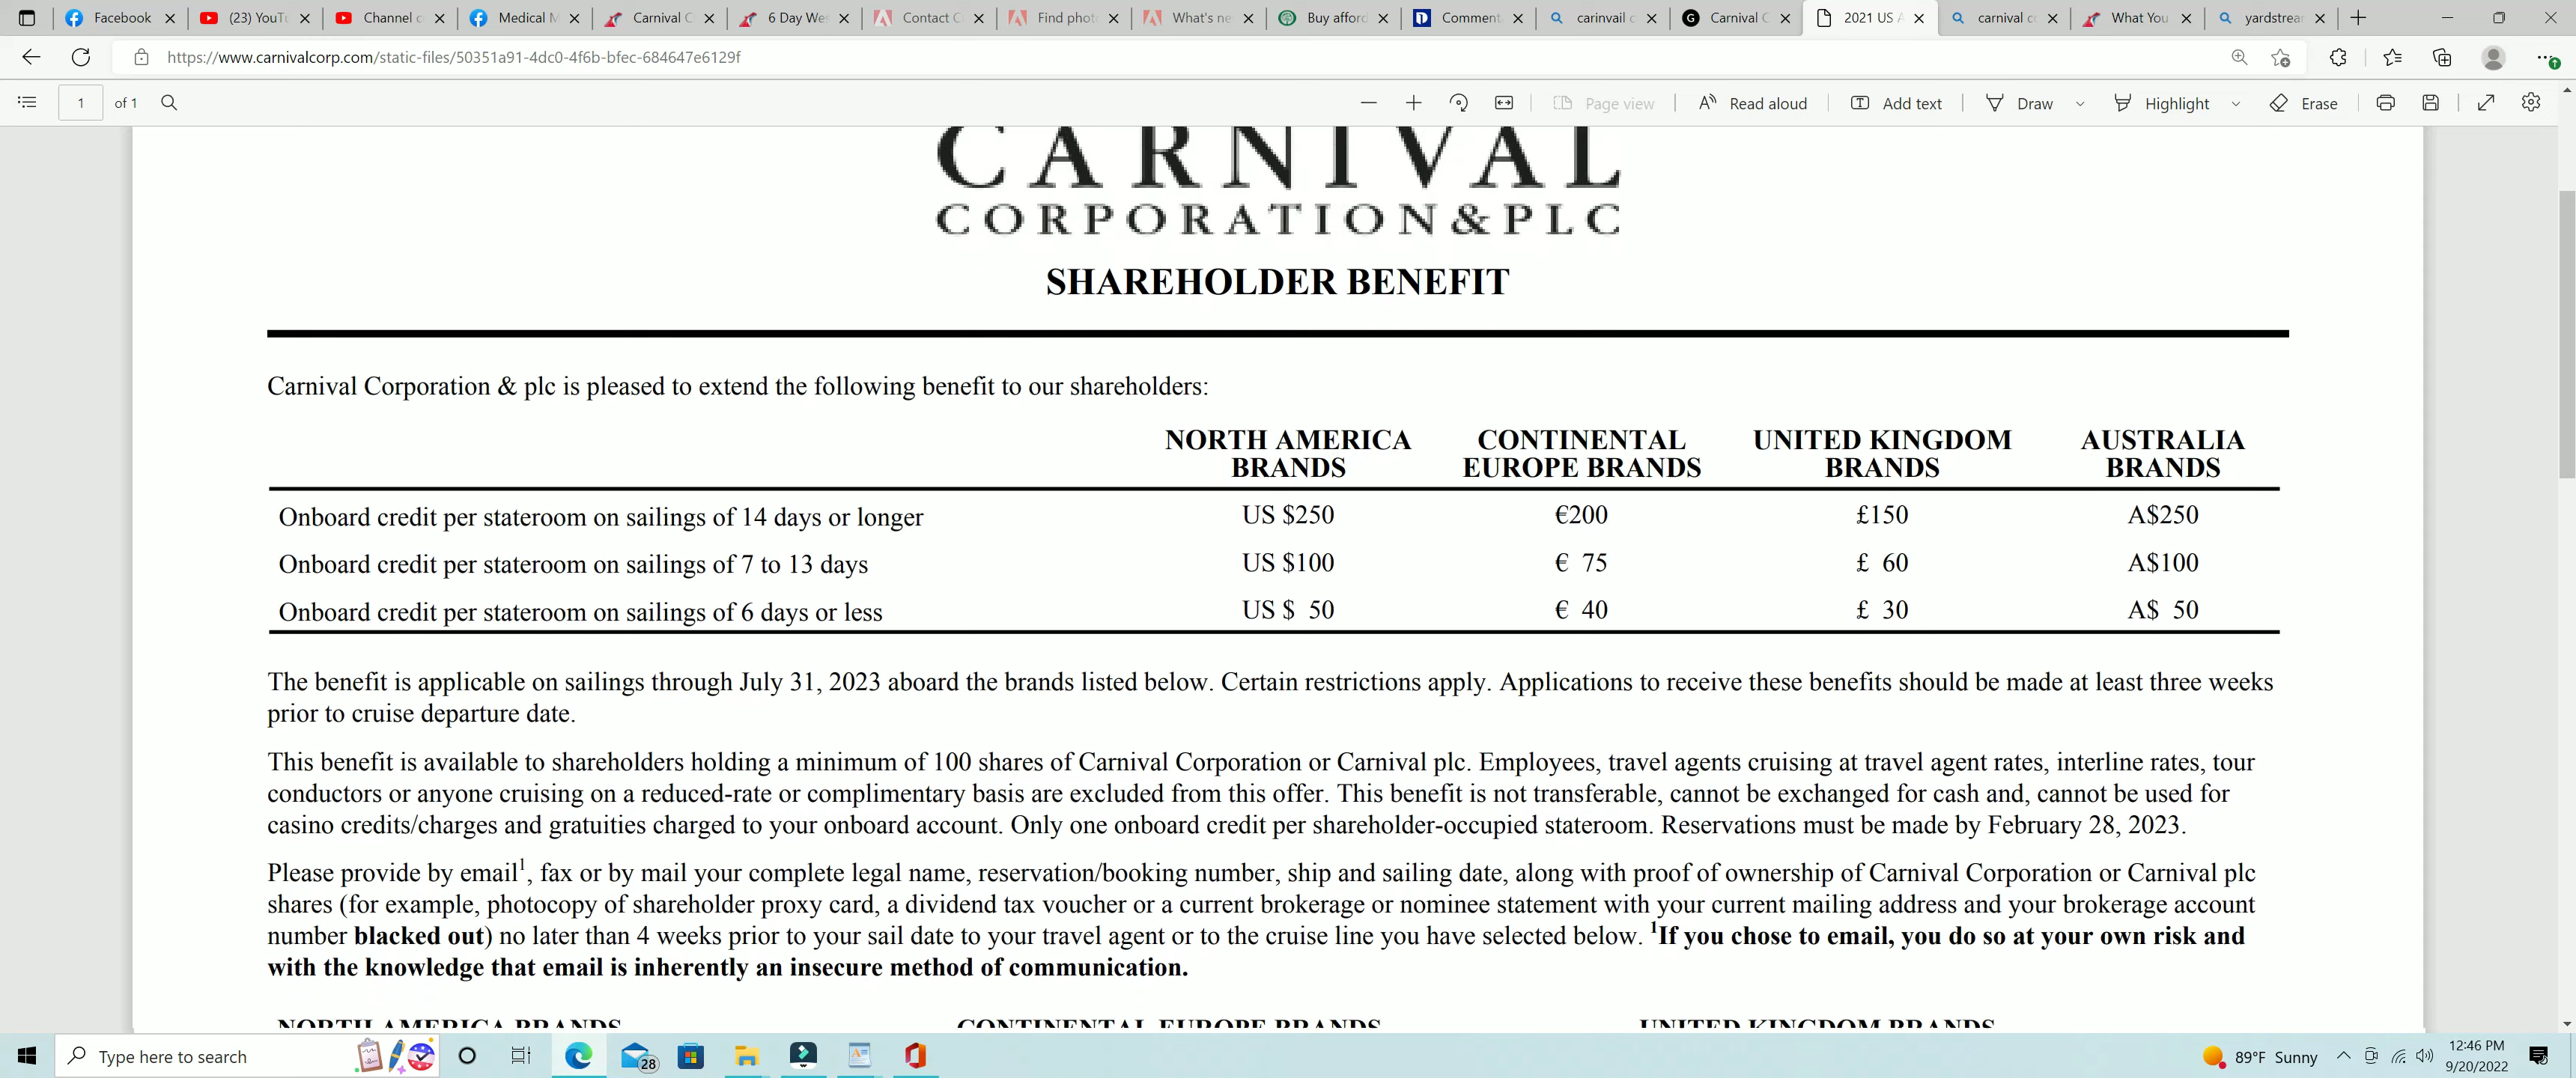 Facebook
(23) YouTu
Channel c
Medical M
Carnival C
6 Day Wes
Contact C
Find phot
What's ne
Buy afford
Comment
carinvail c
Carnival C
2021 US A
carnival co
What You
yardstrear
https://www.carnivalcorp.com/static-files/50351a91-4dc0-4f6b-bfec-684647e6129f
1 of 1
Page view
Read aloud
Add text
Draw
Highlight
Erase
CARNIVAL
CORPORATION&PLC
SHAREHOLDER BENEFIT
Carnival Corporation & plc is pleased to extend the following benefit to our shareholders:
NORTH AMERICA BRANDS
CONTINENTAL EUROPE BRANDS
UNITED KINGDOM BRANDS
AUSTRALIA BRANDS
Onboard credit per stateroom on sailings of 14 days or longer US $250 €200 £150 A$250
Onboard credit per stateroom on sailings of 7 to 13 days US $100 € 75 £ 60 A$100
Onboard credit per stateroom on sailings of 6 days or less US $ 50 € 40 £ 30 A$ 50
The benefit is applicable on sailings through July 31, 2023 aboard the brands listed below. Certain restrictions apply. Applications to receive these benefits should be made at least three weeks
prior to cruise departure date.
This benefit is available to shareholders holding a minimum of 100 shares of Carnival Corporation or Carnival plc. Employees, travel agents cruising at travel agent rates, interline rates, tour
conductors or anyone cruising on a reduced-rate or complimentary basis are excluded from this offer. This benefit is not transferable, cannot be exchanged for cash and, cannot be used for
casino credits/charges and gratuities charged to your onboard account. Only one onboard credit per shareholder-occupied stateroom. Reservations must be made by February 28, 2023.
Please provide by email¹, fax or by mail your complete legal name, reservation/booking number, ship and sailing date, along with proof of ownership of Carnival Corporation or Carnival plc
shares (for example, photocopy of shareholder proxy card, a dividend tax voucher or a current brokerage or nominee statement with your current mailing address and your brokerage account
number blacked out) no later than 4 weeks prior to your sail date to your travel agent or to the cruise line you have selected below. ¹If you chose to email, you do so at your own risk and
with the knowledge that email is inherently an insecure method of communication.
NORTH AMERICA BRANDS CONTINENTAL EUROPE BRANDS UNITED KINGDOM BRANDS
Type here to search
28
89°F Sunny
12:46 PM
9/20/2022